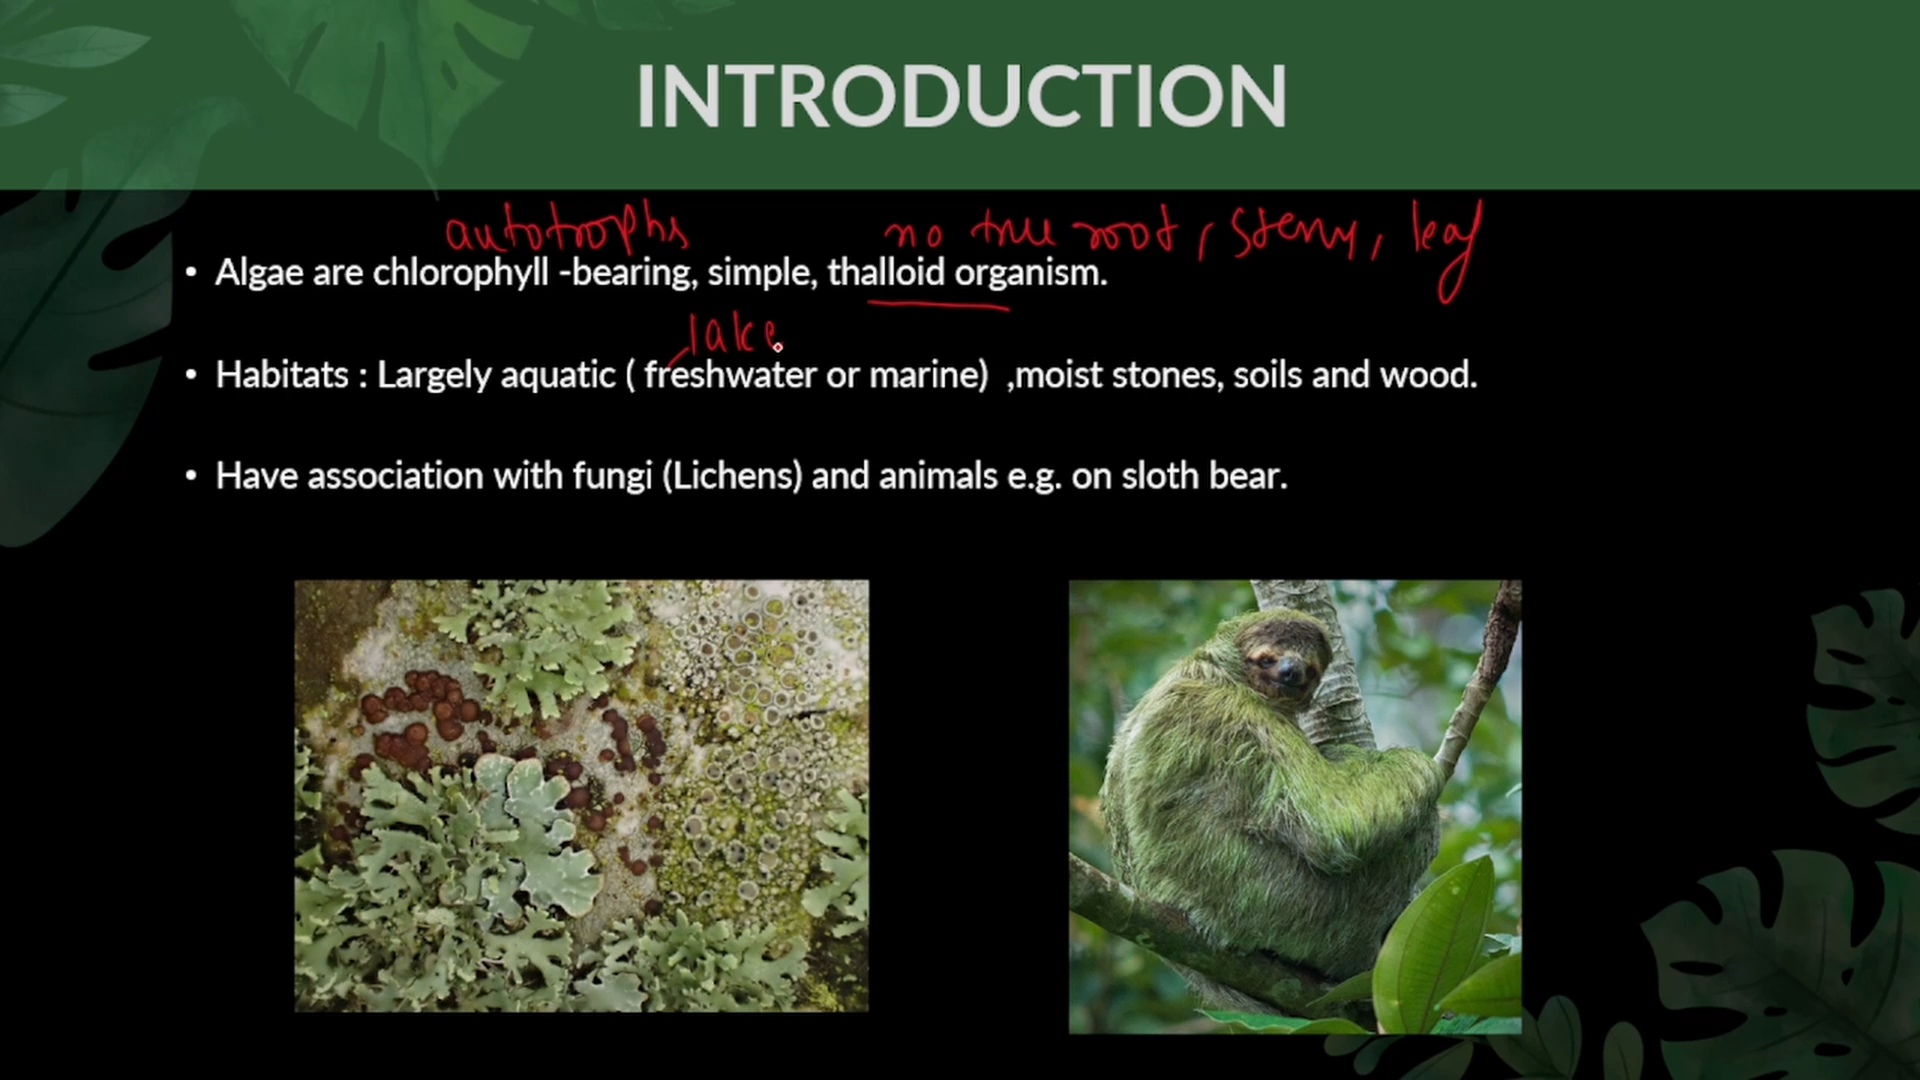 INTRODUCTION
autotrophs no true root, stem, leaf
• Algae are chlorophyll -bearing, simple, thalloid organism.
lake
• Habitats : Largely aquatic ( freshwater or marine) ,moist stones, soils and wood.
• Have association with fungi (Lichens) and animals e.g. on sloth bear.